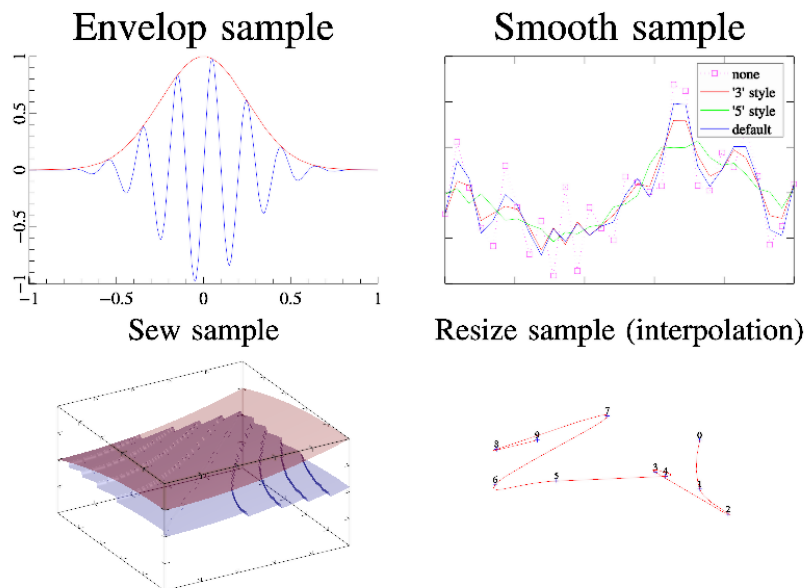 Envelop sample
Smooth sample
1
0.5
0
−0.5
−1
−1 −0.5 0 0.5 1
none
'3' style
'5' style
default
Sew sample
Resize sample (interpolation)
7
8 9
0
3 4
5
6
1
2